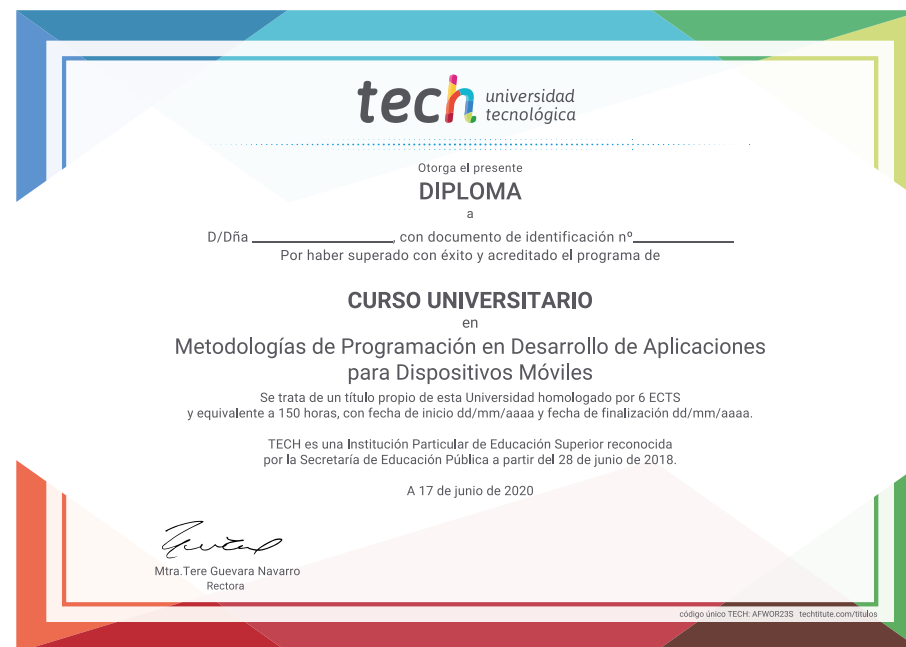 tech universidad
tecnológica
Otorga el presente
DIPLOMA
a
D/Dña ____________________, con documento de identificación nº______________
Por haber superado con éxito y acreditado el programa de
CURSO UNIVERSITARIO
en
Metodologías de Programación en Desarrollo de Aplicaciones
para Dispositivos Móviles
Se trata de un título propio de esta Universidad homologado por 6 ECTS
y equivalente a 150 horas, con fecha de inicio dd/mm/aaaa y fecha de finalización dd/mm/aaaa.
TECH es una Institución Particular de Educación Superior reconocida
por la Secretaría de Educación Pública a partir del 28 de junio de 2018.
A 17 de junio de 2020
Mtra.Tere Guevara Navarro
Rectora
código único TECH: AFWOR23S techtitute.com/titulos